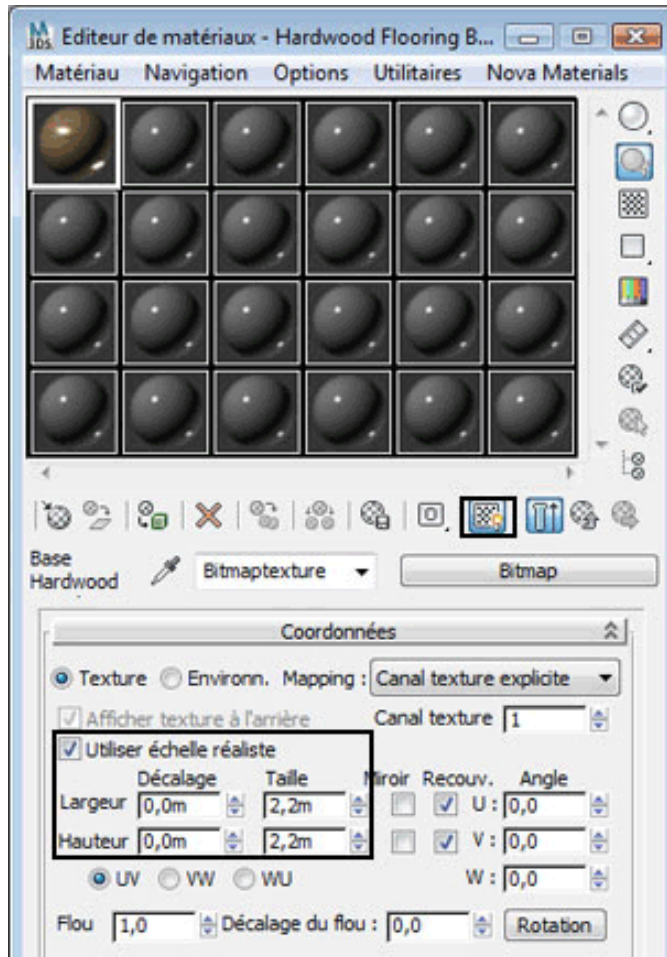 Editeur de matériaux - Hardwood Flooring B...
Matériau Navigation Options Utilitaires Nova Materials
Base Hardwood Bitmaptexture Bitmap
Coordonnées
Texture Environn. Mapping : Canal texture explicite
Afficher texture à l'arrière Canal texture 1
Utiliser échelle réaliste
Décalage Taille Miroir Recouv. Angle
Largeur 0,0m 2,2m U : 0,0
Hauteur 0,0m 2,2m V : 0,0
UV VW WU W : 0,0
Flou 1,0 Décalage du flou : 0,0 Rotation